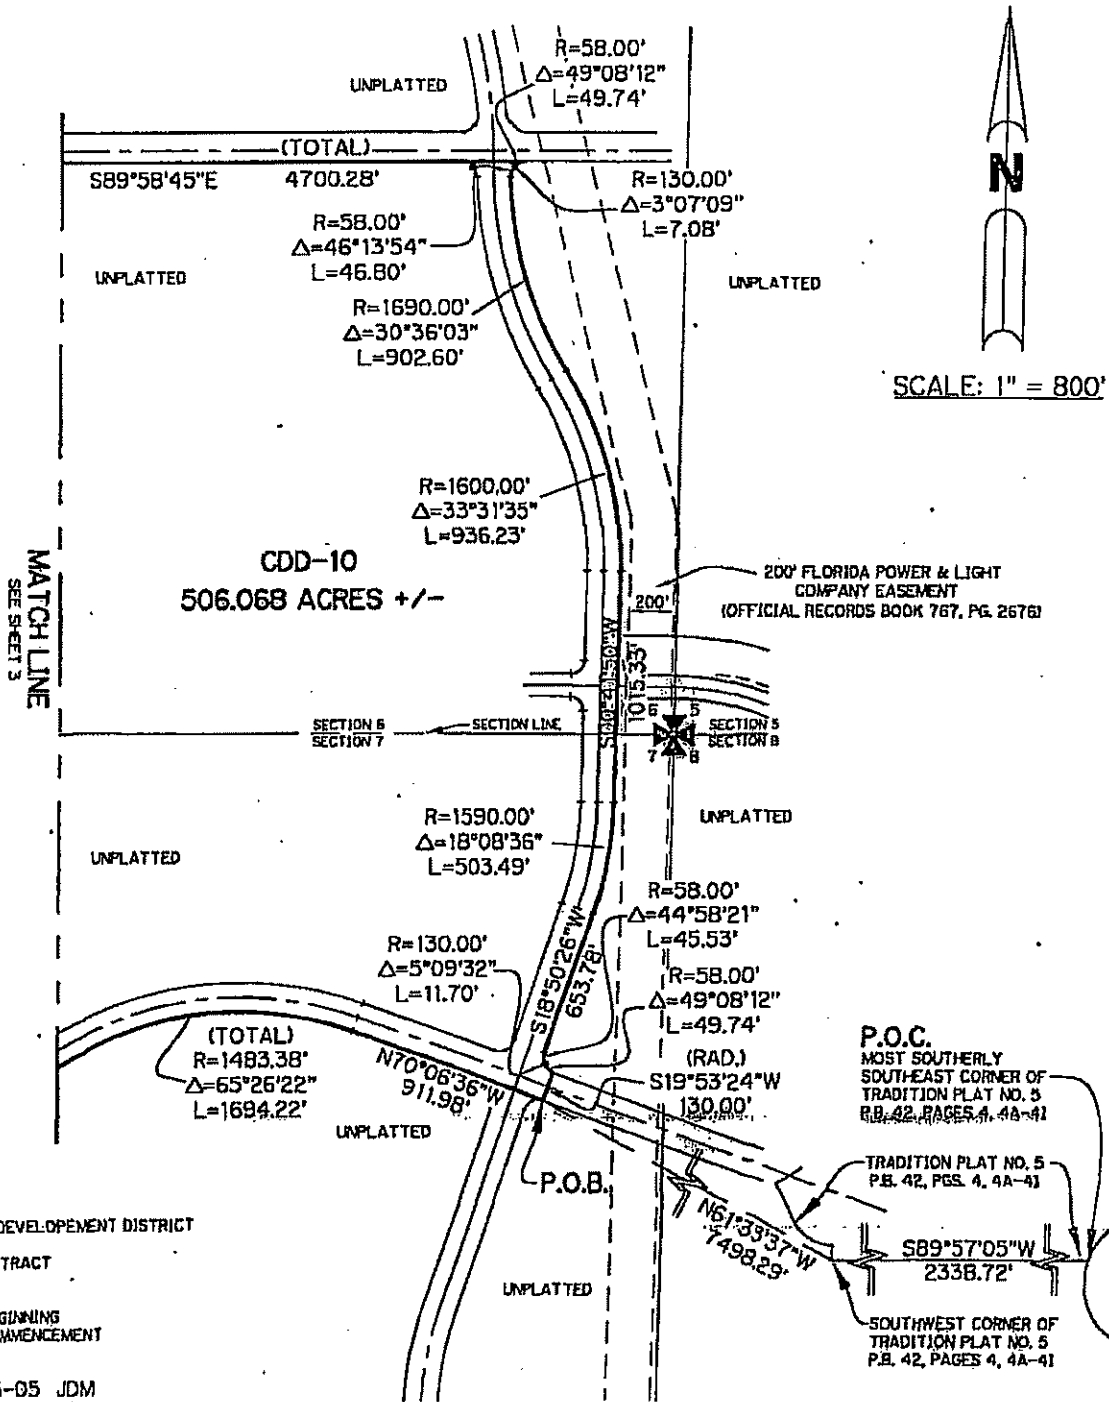 R=58.00'
Δ=49°08'12"
L=49.74'
UNPLATTED
(TOTAL)
S89°58'45"E 4700.28'
R=130.00'
Δ=3°07'09"
L=7.08'
N
R=58.00'
Δ=46°13'54"
L=46.80'
UNPLATTED
UNPLATTED
R=1690.00'
Δ=30°36'03"
L=902.60'
SCALE: 1" = 800'
R=1600.00'
Δ=33°31'35"
L=936.23'
MATCH LINE
SEE SHEET 3
CDD-10
506.068 ACRES +/-
200' FLORIDA POWER & LIGHT
COMPANY EASEMENT
(OFFICIAL RECORDS BOOK 767, PG. 2676)
200'
1015.33'
SECTION 6
SECTION 7
SECTION LINE
6 5
7 8
SECTION 5
SECTION 8
R=1590.00'
Δ=18°08'36"
L=503.49'
UNPLATTED
UNPLATTED
R=58.00'
Δ=44°58'21"
L=45.53'
R=130.00'
Δ=5°09'32"
L=11.70'
S18°50'26"W
653.78'
R=58.00'
Δ=49°08'12"
L=49.74'
(RAD.)
S19°53'24"W
130.00'
(TOTAL)
R=1483.38'
Δ=65°26'22"
L=1694.22'
N70°06'36"W
911.98'
UNPLATTED
P.O.B.
P.O.C.
MOST SOUTHERLY
SOUTHEAST CORNER OF
TRADITION PLAT NO. 5
P.B. 42, PAGES 4, 4A-4I
TRADITION PLAT NO. 5
P.B. 42, PGS. 4, 4A-4I
N61°33'37"W
7498.29'
S89°57'05"W
2338.72'
UNPLATTED
SOUTHWEST CORNER OF
TRADITION PLAT NO. 5
P.B. 42, PAGES 4, 4A-4I
DEVELOPEMENT DISTRICT
TRACT
-05 JDM